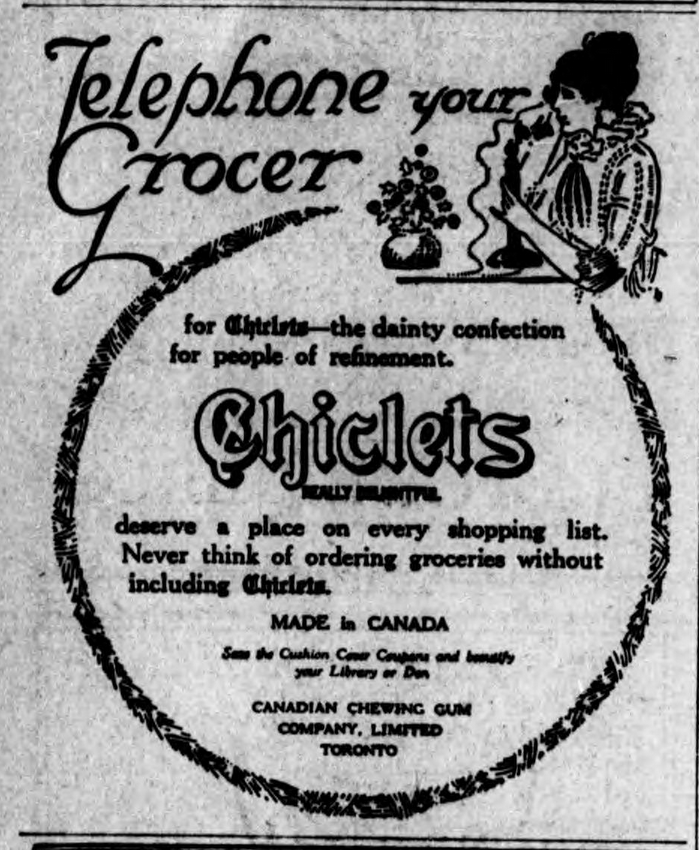 Telephone your
Grocer
for Chiclets—the dainty confection
for people of refinement.
Chiclets
REALLY DELIGHTFUL
deserve a place on every shopping list.
Never think of ordering groceries without
including Chiclets.
MADE in CANADA
Save the Cushion Cover Coupons and beautify
your Library or Den
CANADIAN CHEWING GUM
COMPANY, LIMITED
TORONTO